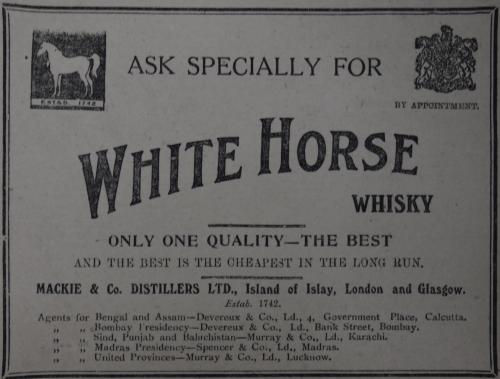 ESTAB. 1742
ASK SPECIALLY FOR
BY APPOINTMENT.
WHITE HORSE
WHISKY
ONLY ONE QUALITY—THE BEST
AND THE BEST IS THE CHEAPEST IN THE LONG RUN.
MACKIE & Co. DISTILLERS LTD., Island of Islay, London and Glasgow.
Estab. 1742.
Agents for Bengal and Assam—Devereux & Co., Ld., 4, Government Place, Calcutta.
„ „ Bombay Presidency—Devereux & Co., Ld., Bank Street, Bombay.
„ „ Sind, Punjab and Baluchistan—Murray & Co., Ld., Karachi.
„ „ Madras Presidency—Spencer & Co., Ld., Madras.
„ „ United Provinces—Murray & Co., Ld., Lucknow.